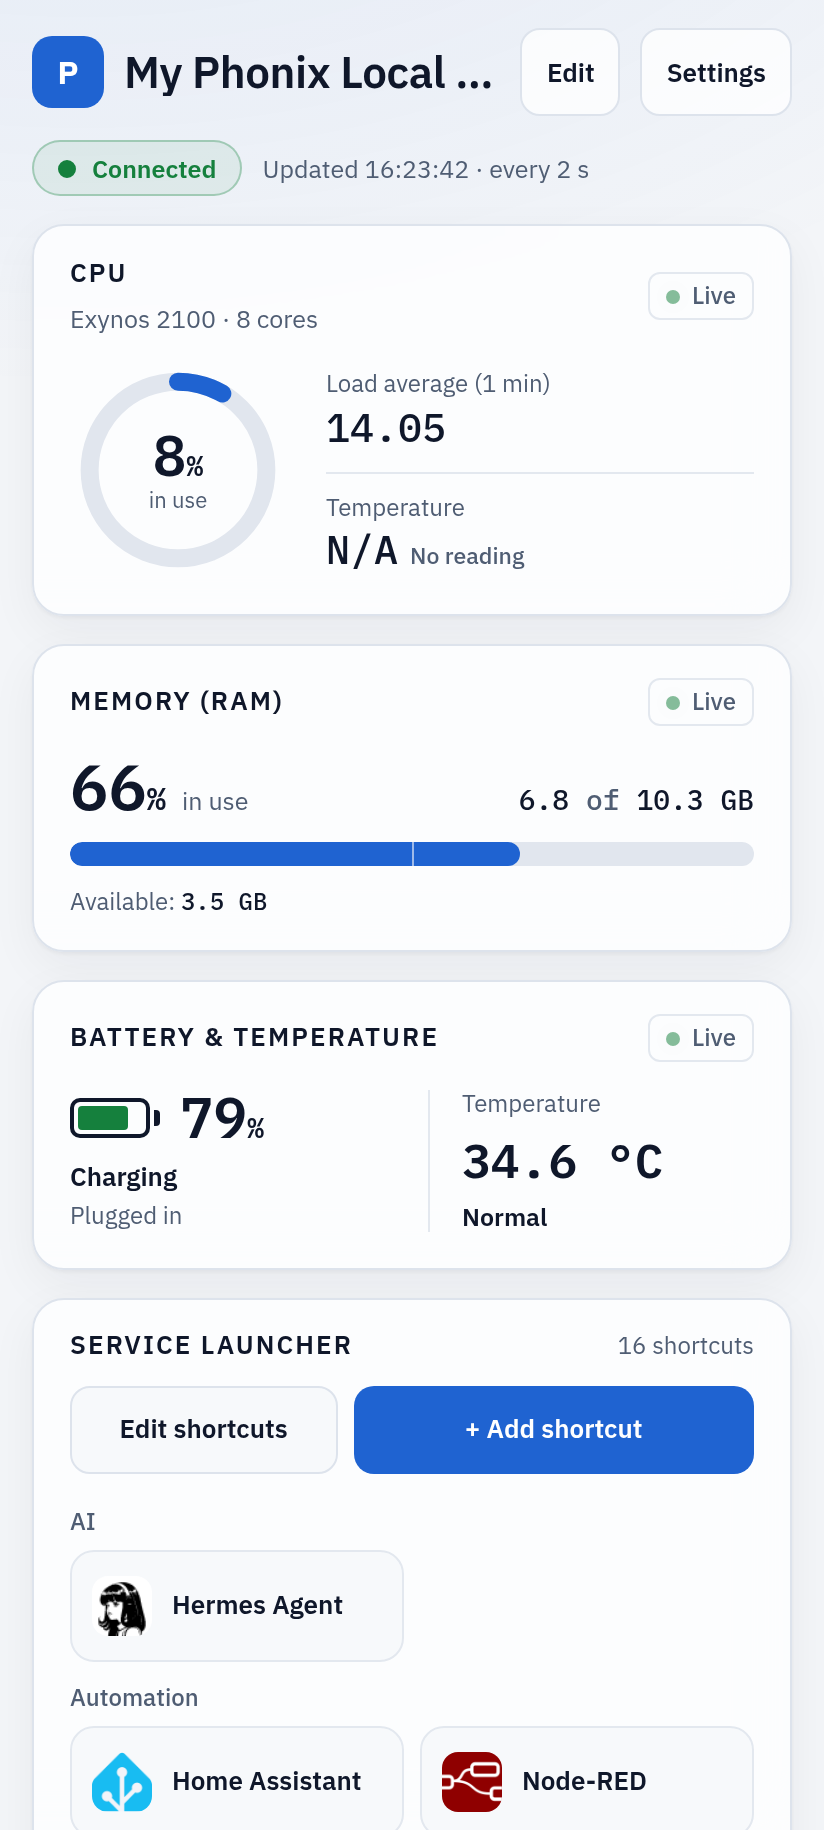 P
My Phonix Local ...
Edit
Settings
Connected
Updated 16:23:42 · every 2 s
CPU
Exynos 2100 · 8 cores
Live
8%
in use
Load average (1 min)
14.05
Temperature
N/A No reading
MEMORY (RAM)
Live
66% in use
6.8 of 10.3 GB
Available: 3.5 GB
BATTERY & TEMPERATURE
Live
79%
Charging
Plugged in
Temperature
34.6 °C
Normal
SERVICE LAUNCHER
16 shortcuts
Edit shortcuts
+ Add shortcut
AI
Hermes Agent
Automation
Home Assistant
Node-RED